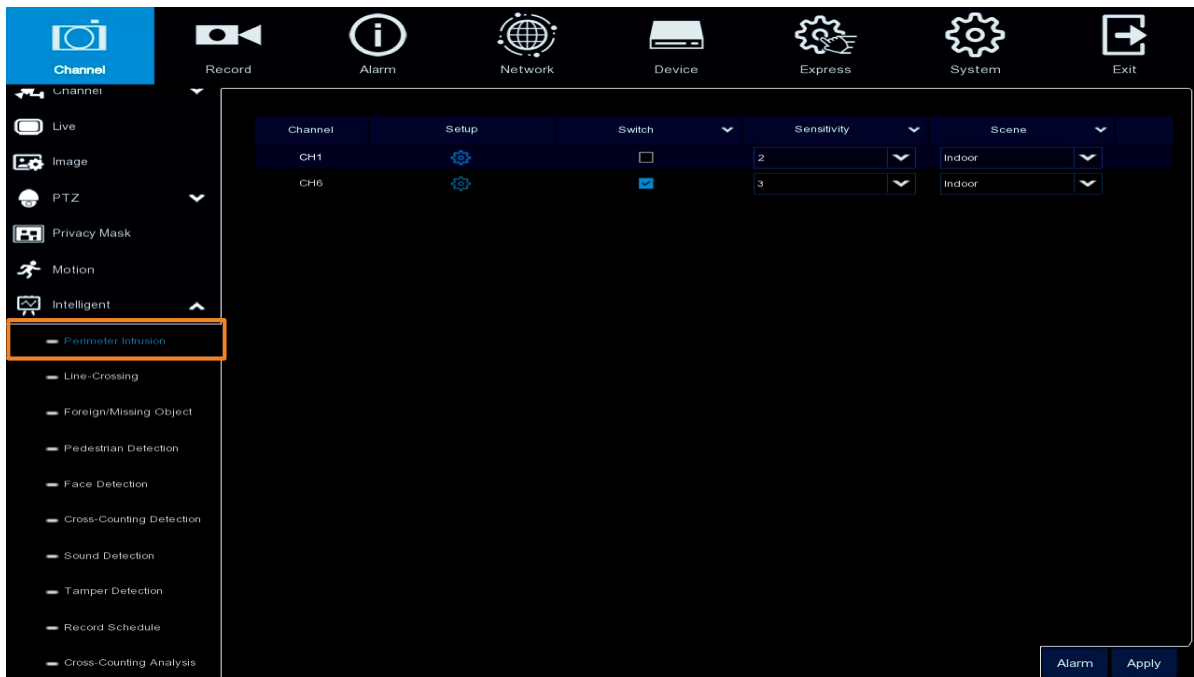 Channel Record Alarm Network Device Express System Exit
Channel
Live
Image
PTZ
Privacy Mask
Motion
Intelligent
Perimeter Intrusion
Line-Crossing
Foreign/Missing Object
Pedestrian Detection
Face Detection
Cross-Counting Detection
Sound Detection
Tamper Detection
Record Schedule
Cross-Counting Analysis
Channel Setup Switch Sensitivity Scene
CH1 2 Indoor
CH6 3 Indoor
Alarm Apply